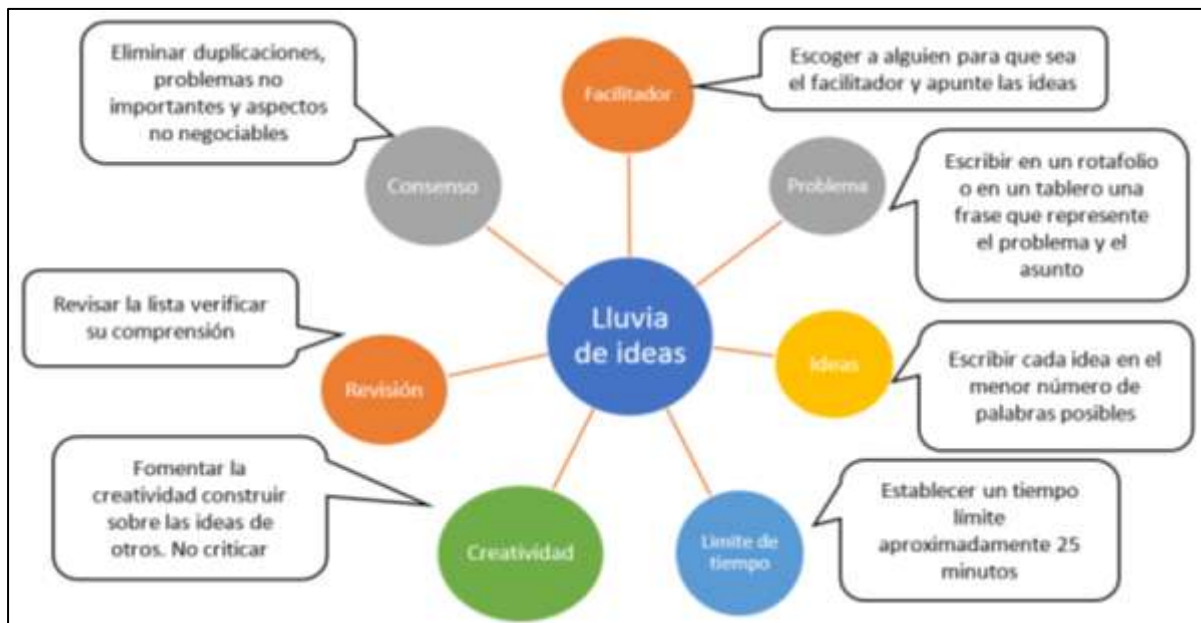 Eliminar duplicaciones,
problemas no
importantes y aspectos
no negociables
Facilitador
Escoger a alguien para que sea
el facilitador y apunte las ideas
Consenso
Problema
Escribir en un rotafolio
o en un tablero una
frase que represente
el problema y el
asunto
Lluvia
de ideas
Revisar la lista verificar
su comprensión
Revisión
Ideas
Escribir cada idea en el
menor número de
palabras posibles
Fomentar la
creatividad construir
sobre las ideas de
otros. No criticar
Creatividad
Limite de
tiempo
Establecer un tiempo
límite
aproximadamente 25
minutos